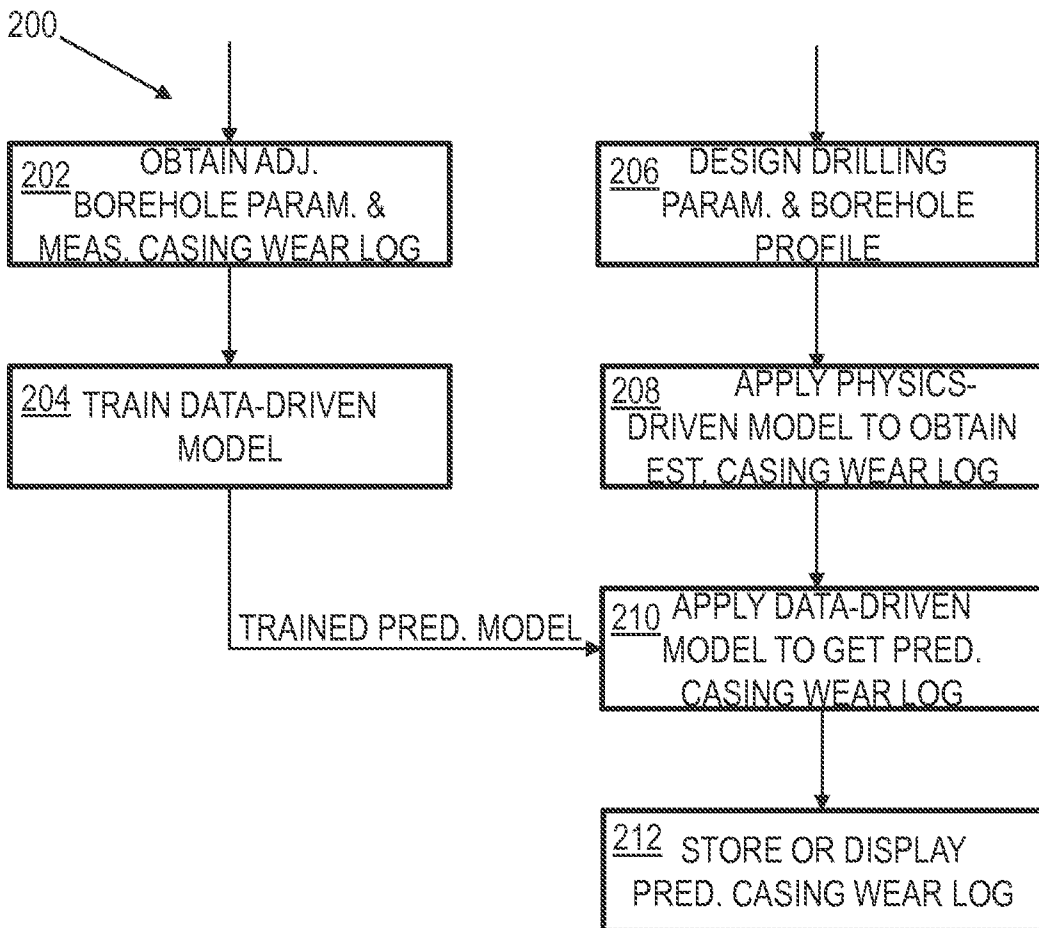 200
202 OBTAIN ADJ.
BOREHOLE PARAM. &
MEAS. CASING WEAR LOG
204 TRAIN DATA-DRIVEN
MODEL
206 DESIGN DRILLING
PARAM. & BOREHOLE
PROFILE
208 APPLY PHYSICS-
DRIVEN MODEL TO OBTAIN
EST. CASING WEAR LOG
TRAINED PRED. MODEL
210 APPLY DATA-DRIVEN
MODEL TO GET PRED.
CASING WEAR LOG
212 STORE OR DISPLAY
PRED. CASING WEAR LOG